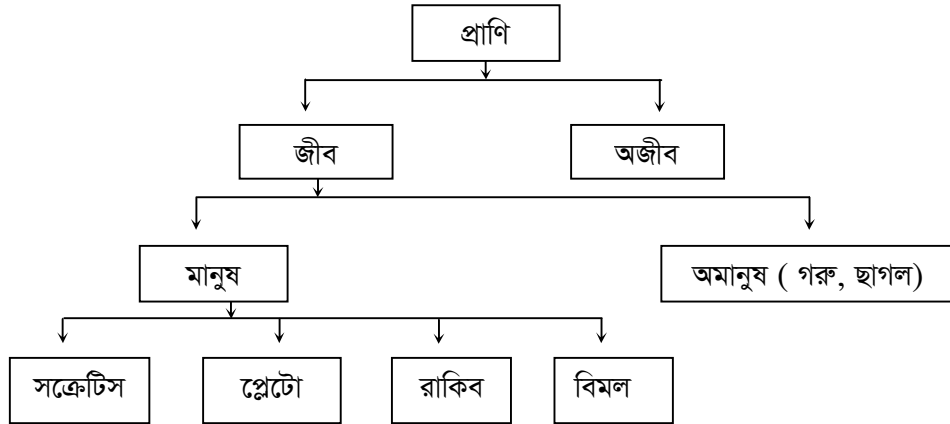 প্রাণি
জীব
অজীব
মানুষ
অমানুষ ( গরু, ছাগল)
সক্রেটিস
প্লেটো
রাকিব
বিমল